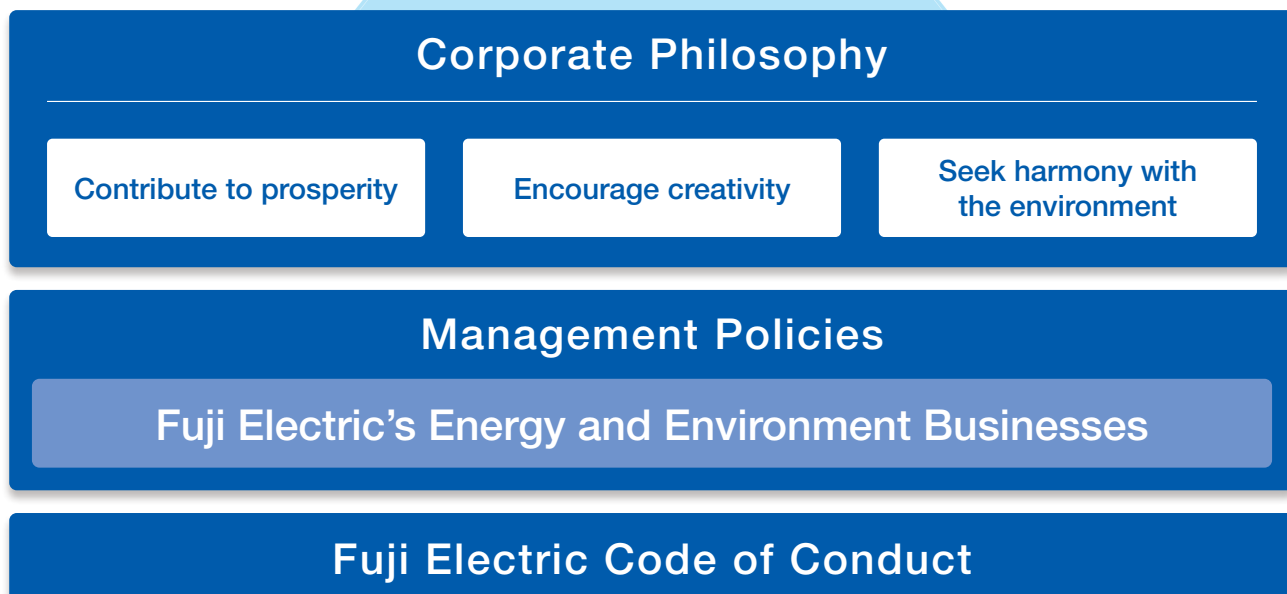 Corporate Philosophy
Contribute to prosperity
Encourage creativity
Seek harmony with
the environment
Management Policies
Fuji Electric’s Energy and Environment Businesses
Fuji Electric Code of Conduct